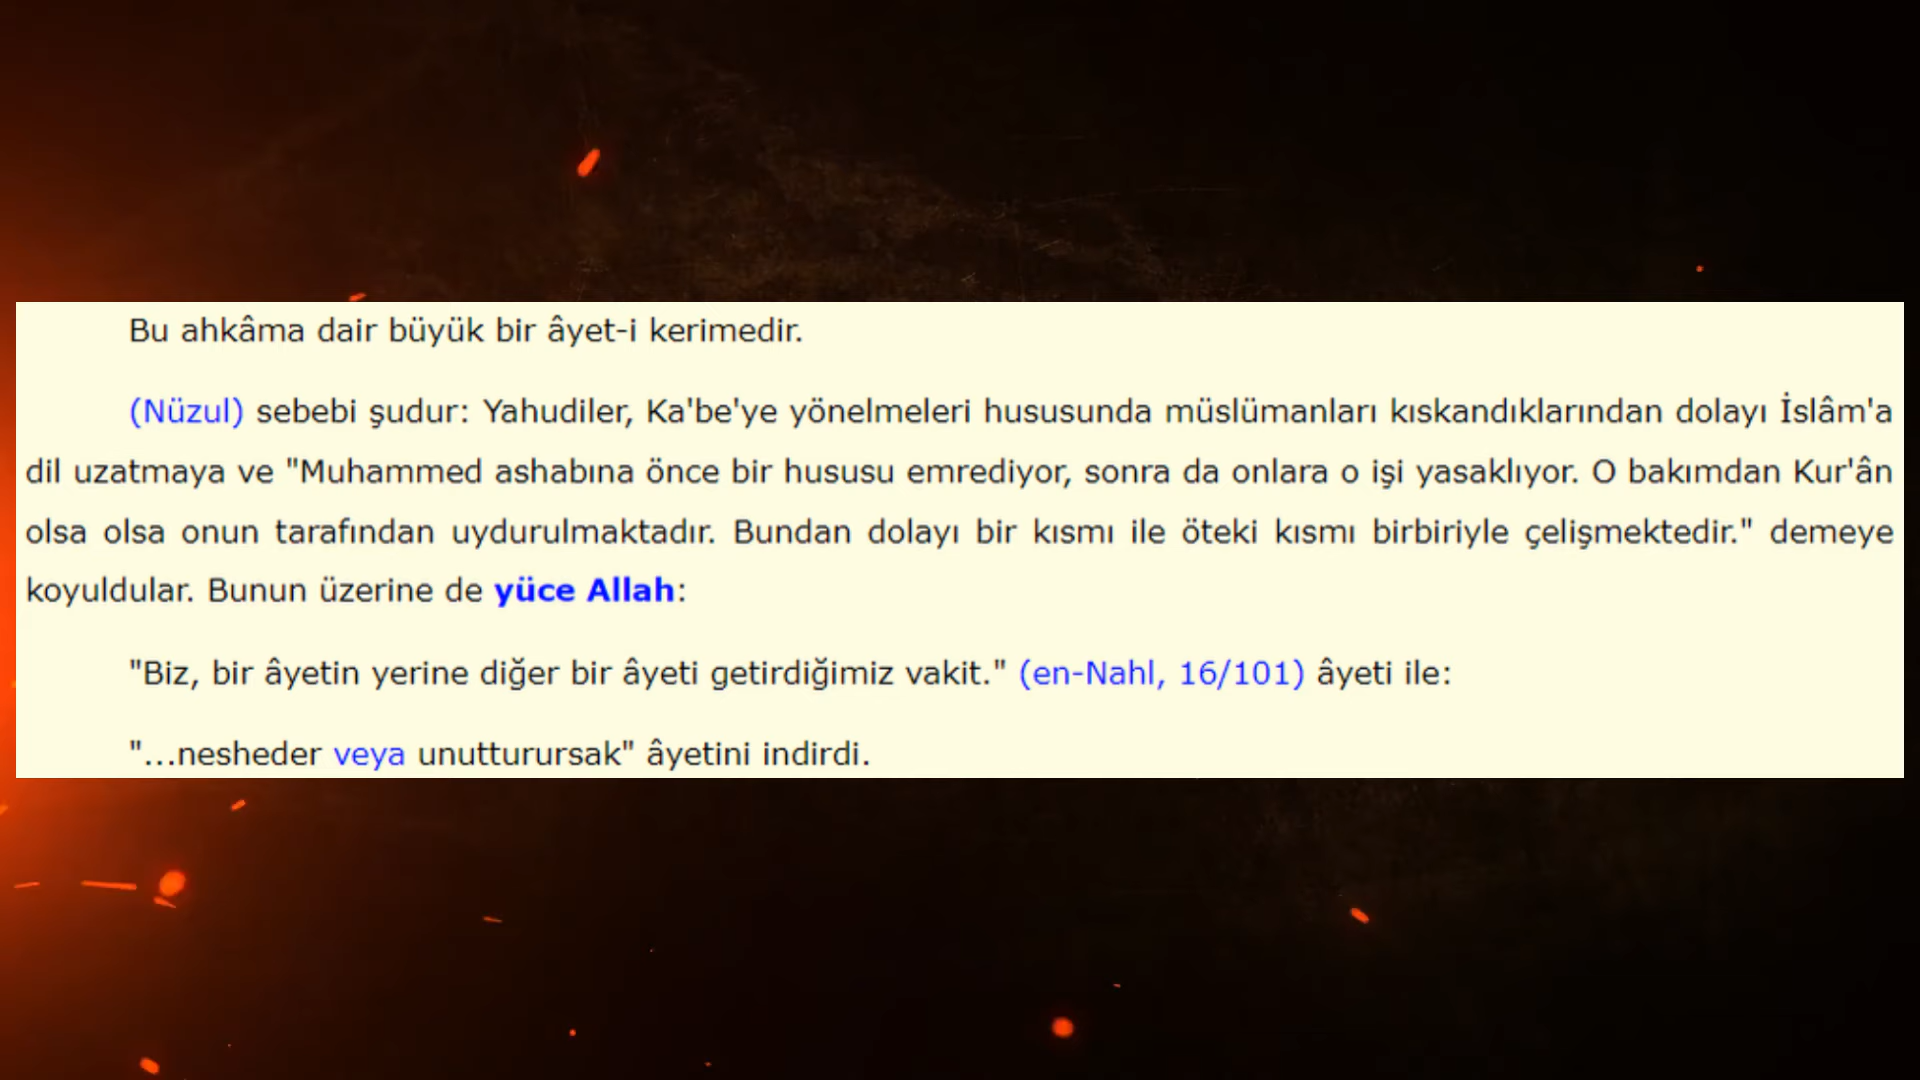 Bu ahkâma dair büyük bir âyet-i kerimedir.
(Nüzul) sebebi şudur: Yahudiler, Ka'be'ye yönelmeleri hususunda müslümanları kıskandıklarından dolayı İslâm'a
dil uzatmaya ve "Muhammed ashabına önce bir hususu emrediyor, sonra da onlara o işi yasaklıyor. O bakımdan Kur'ân
olsa olsa onun tarafından uydurulmaktadır. Bundan dolayı bir kısmı ile öteki kısmı birbiriyle çelişmektedir." demeye
koyuldular. Bunun üzerine de yüce Allah:
"Biz, bir âyetin yerine diğer bir âyeti getirdiğimiz vakit." (en-Nahl, 16/101) âyeti ile:
"...nesheder veya unutturursak" âyetini indirdi.